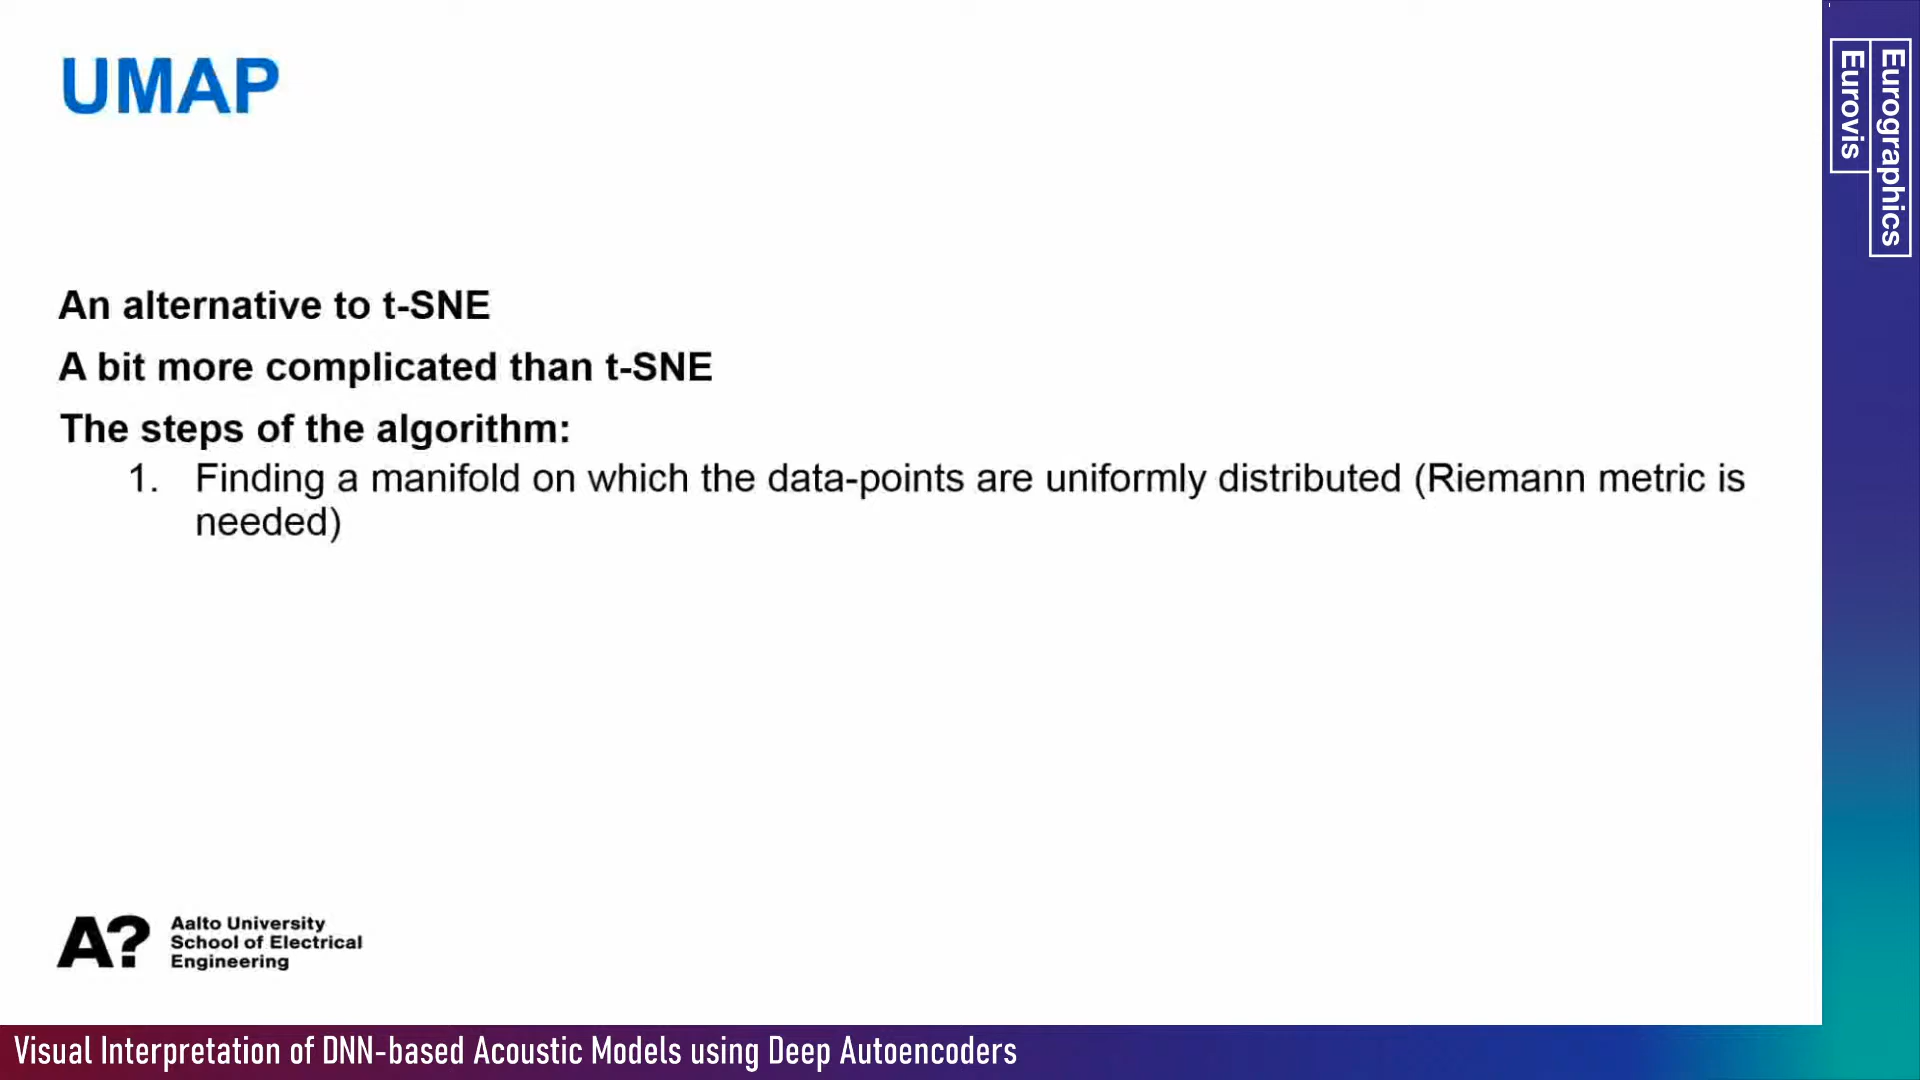 UMAP
An alternative to t-SNE
A bit more complicated than t-SNE
The steps of the algorithm:
1. Finding a manifold on which the data-points are uniformly distributed (Riemann metric is
needed)
A?
Aalto University
School of Electrical
Engineering
Eurographics
Eurovis
Visual Interpretation of DNN-based Acoustic Models using Deep Autoencoders